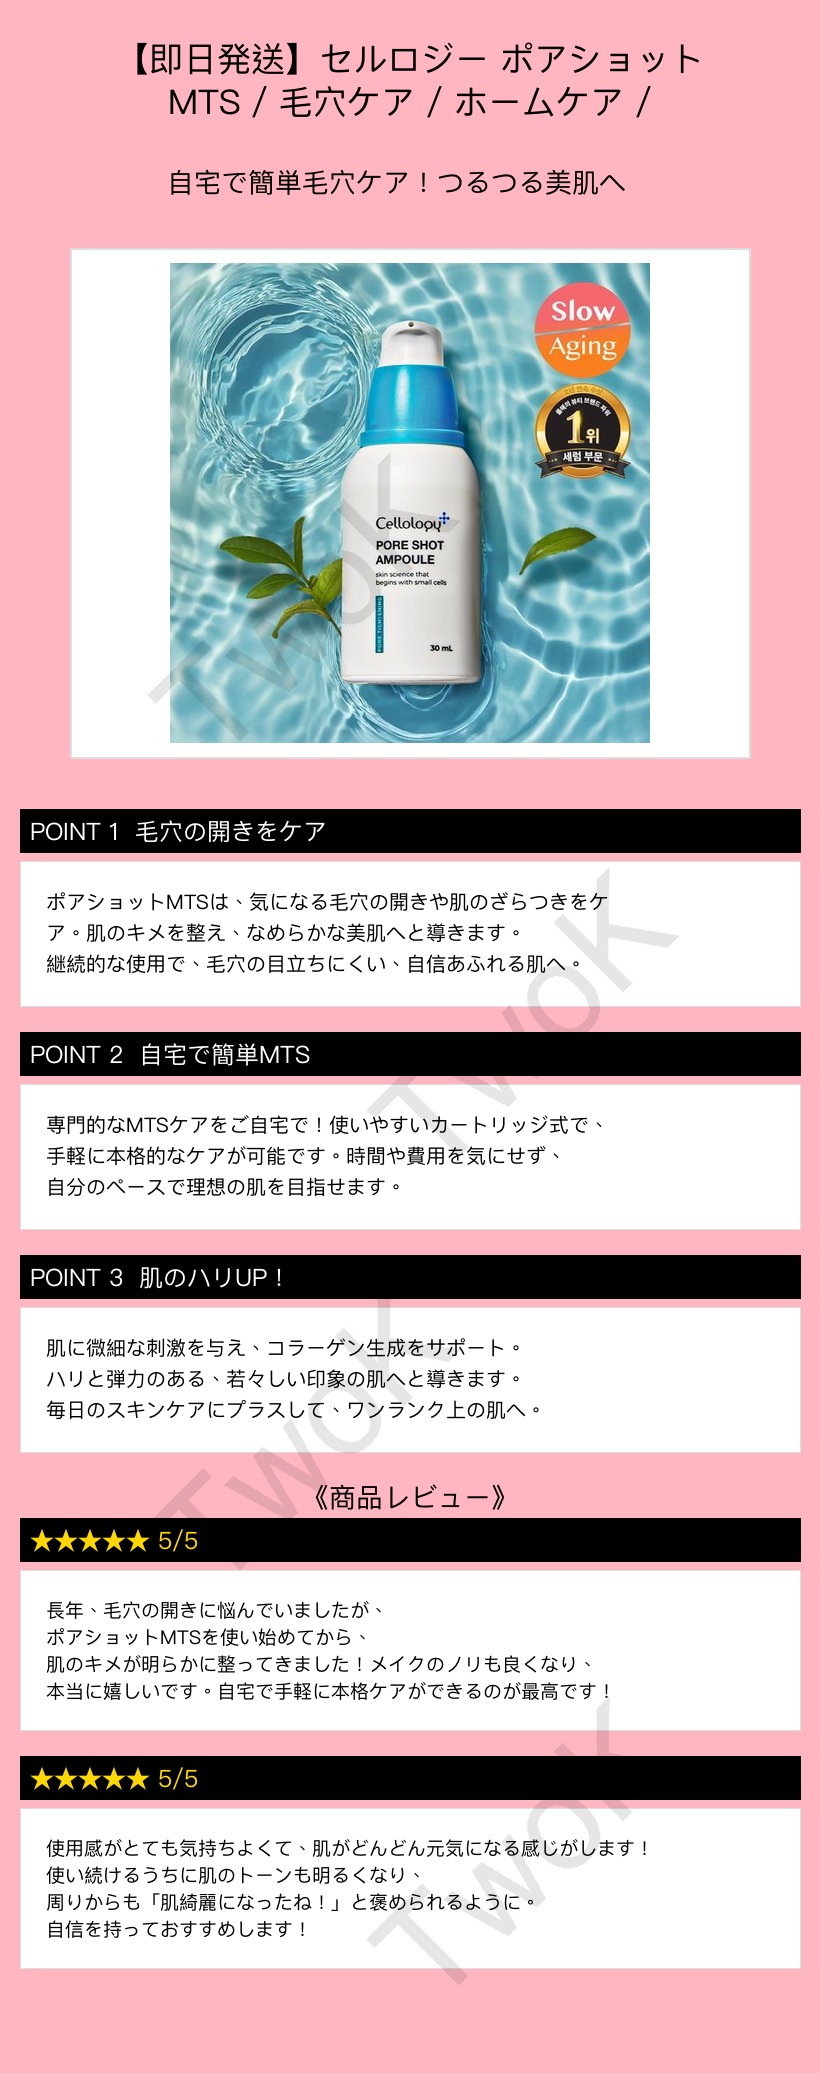 【即日発送】セルロジー ポアショット
MTS / 毛穴ケア / ホームケア /
自宅で簡単毛穴ケア！つるつる美肌へ
Slow
Aging
올해의 뷰티 브랜드 파워
1위
세럼 부문
Cellology
PORE SHOT
AMPOULE
skin science that
begins with small cells
PORE TIGHTENING
30 mL
TwoK
POINT 1 毛穴の開きをケア
ポアショットMTSは、気になる毛穴の開きや肌のざらつきをケ
ア。肌のキメを整え、なめらかな美肌へと導きます。
継続的な使用で、毛穴の目立ちにくい、自信あふれる肌へ。
TwoK
POINT 2 自宅で簡単MTS
専門的なMTSケアをご自宅で！使いやすいカートリッジ式で、
手軽に本格的なケアが可能です。時間や費用を気にせず、
自分のペースで理想の肌を目指せます。
POINT 3 肌のハリUP！
肌に微細な刺激を与え、コラーゲン生成をサポート。
ハリと弾力のある、若々しい印象の肌へと導きます。
毎日のスキンケアにプラスして、ワンランク上の肌へ。
TwoK
《商品レビュー》
★★★★★ 5/5
長年、毛穴の開きに悩んでいましたが、
ポアショットMTSを使い始めてから、
肌のキメが明らかに整ってきました！メイクのノリも良くなり、
本当に嬉しいです。自宅で手軽に本格ケアができるのが最高です！
★★★★★ 5/5
使用感がとても気持ちよくて、肌がどんどん元気になる感じがします！
使い続けるうちに肌のトーンも明るくなり、
周りからも「肌綺麗になったね！」と褒められるように。
自信を持っておすすめします！
TwoK